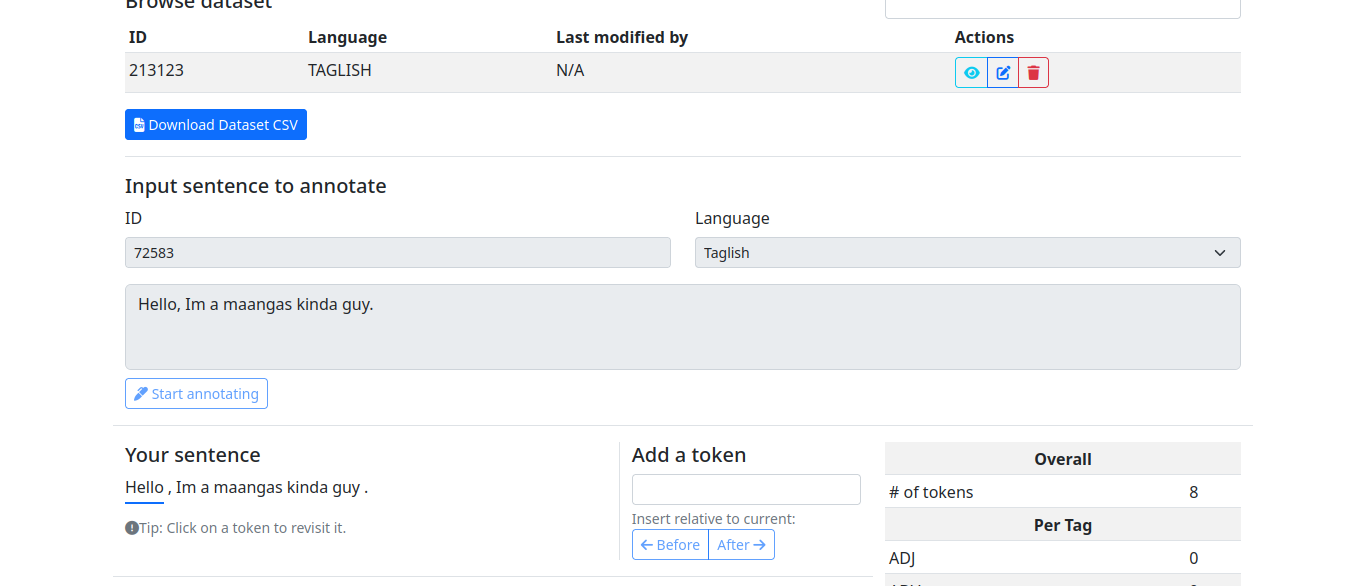 Browse dataset
ID Language Last modified by Actions
213123 TAGLISH N/A
Download Dataset CSV
Input sentence to annotate
ID Language
72583 Taglish
Hello, Im a maangas kinda guy.
Start annotating
Your sentence
Hello , Im a maangas kinda guy .
Tip: Click on a token to revisit it.
Add a token
Insert relative to current:
Before After
Overall
# of tokens 8
Per Tag
ADJ 0